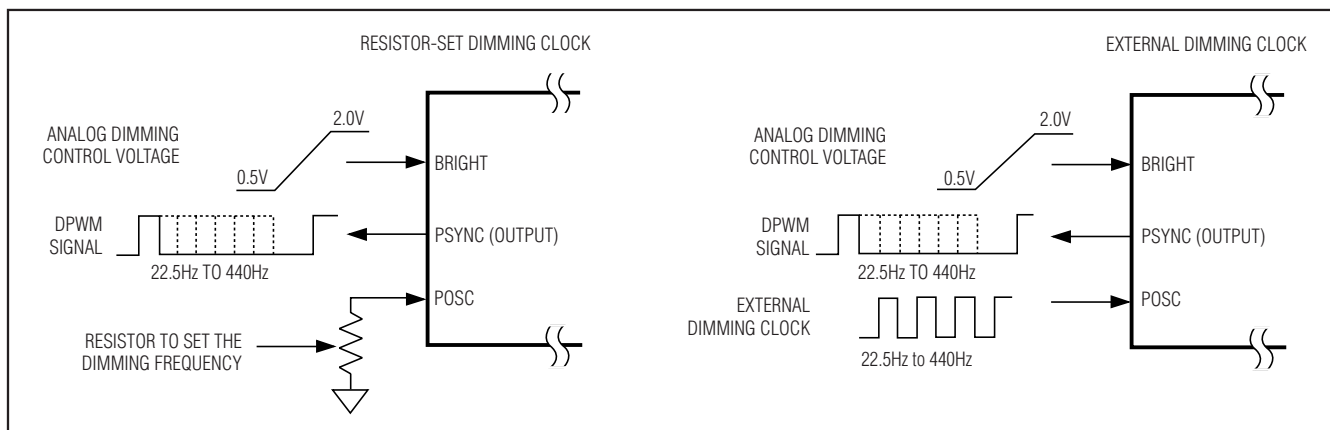 RESISTOR-SET DIMMING CLOCK
ANALOG DIMMING
CONTROL VOLTAGE
2.0V
0.5V
BRIGHT
DPWM
SIGNAL
PSYNC (OUTPUT)
22.5Hz TO 440Hz
POSC
RESISTOR TO SET THE
DIMMING FREQUENCY
EXTERNAL DIMMING CLOCK
ANALOG DIMMING
CONTROL VOLTAGE
2.0V
0.5V
BRIGHT
DPWM
SIGNAL
PSYNC (OUTPUT)
22.5Hz TO 440Hz
EXTERNAL
DIMMING CLOCK
POSC
22.5Hz to 440Hz